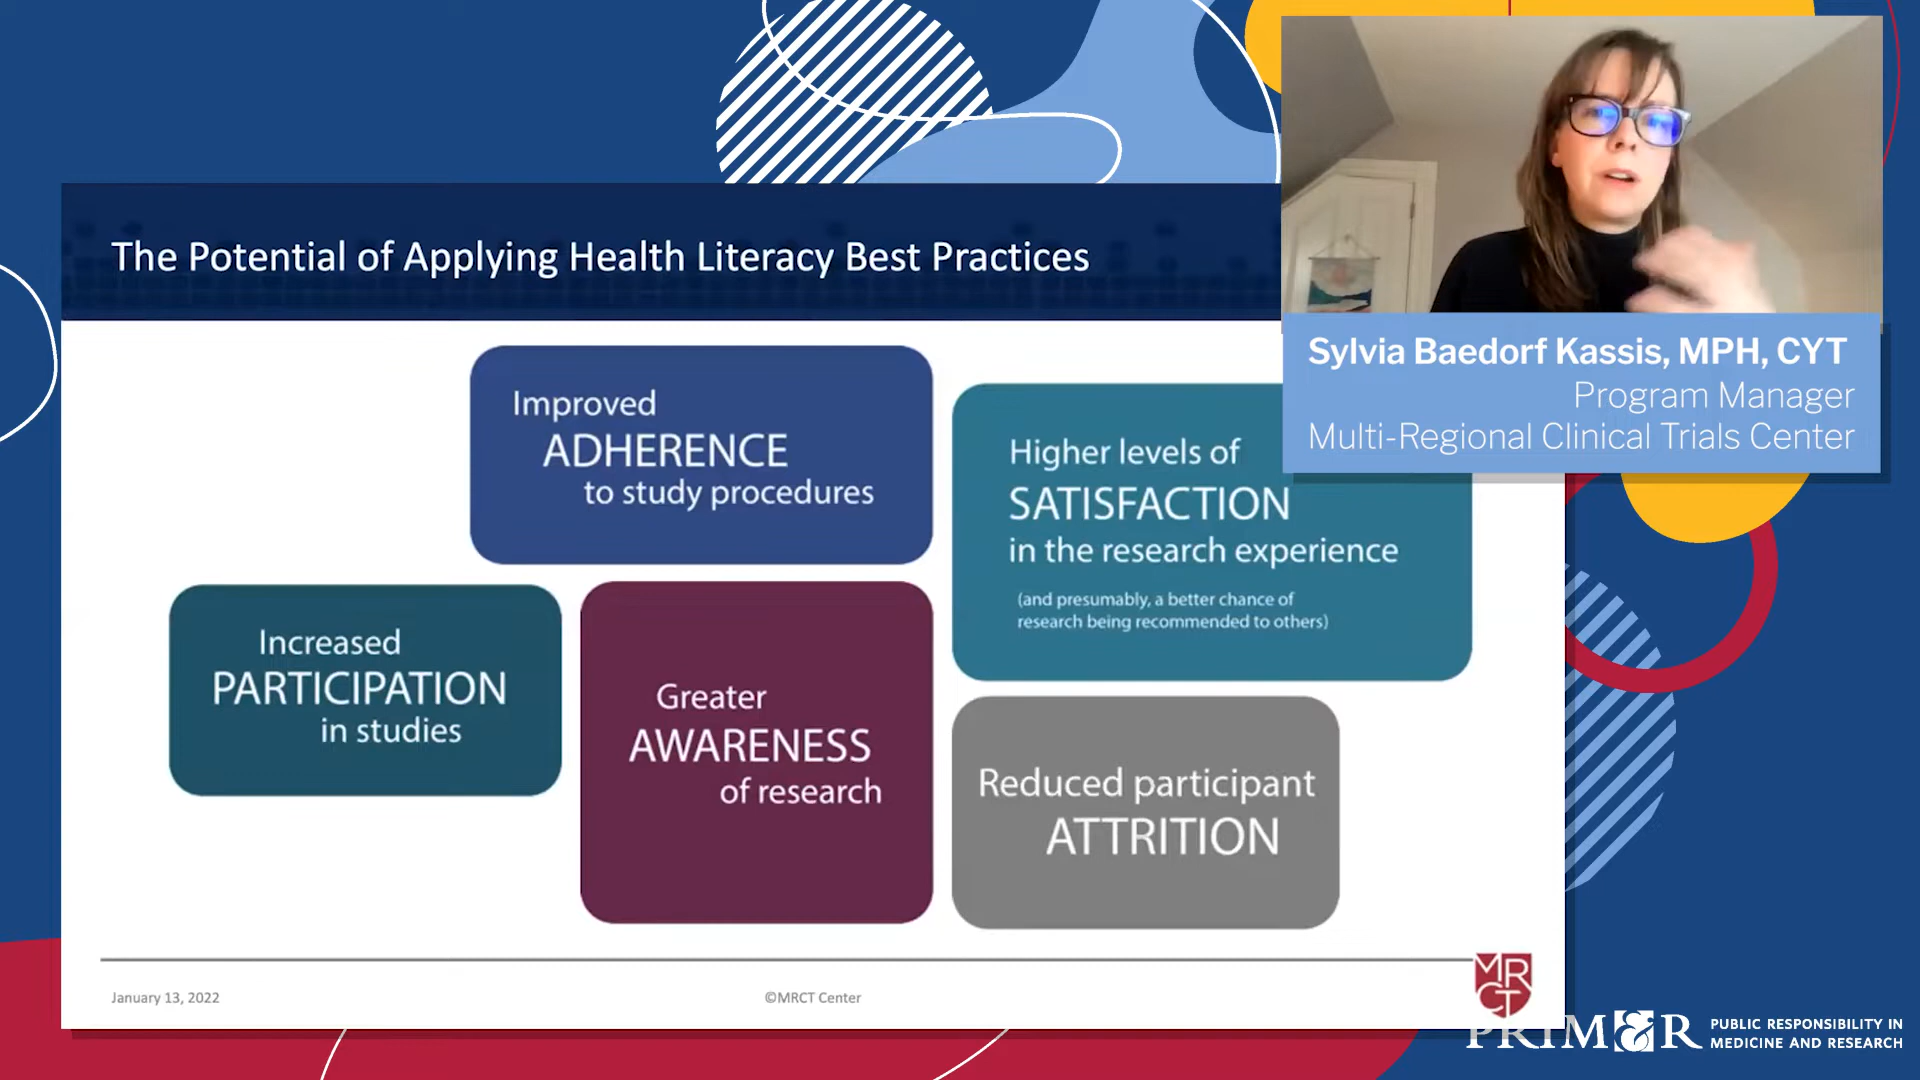 The Potential of Applying Health Literacy Best Practices
Sylvia Baedorf Kassis, MPH, CYT
Program Manager
Multi-Regional Clinical Trials Center
Improved
ADHERENCE
to study procedures
Higher levels of
SATISFACTION
in the research experience
(and presumably, a better chance of
research being recommended to others)
Increased
PARTICIPATION
in studies
Greater
AWARENESS
of research
Reduced participant
ATTRITION
January 13, 2022
©MRCT Center
MR
CT
PRIM&R
PUBLIC RESPONSIBILITY IN
MEDICINE AND RESEARCH